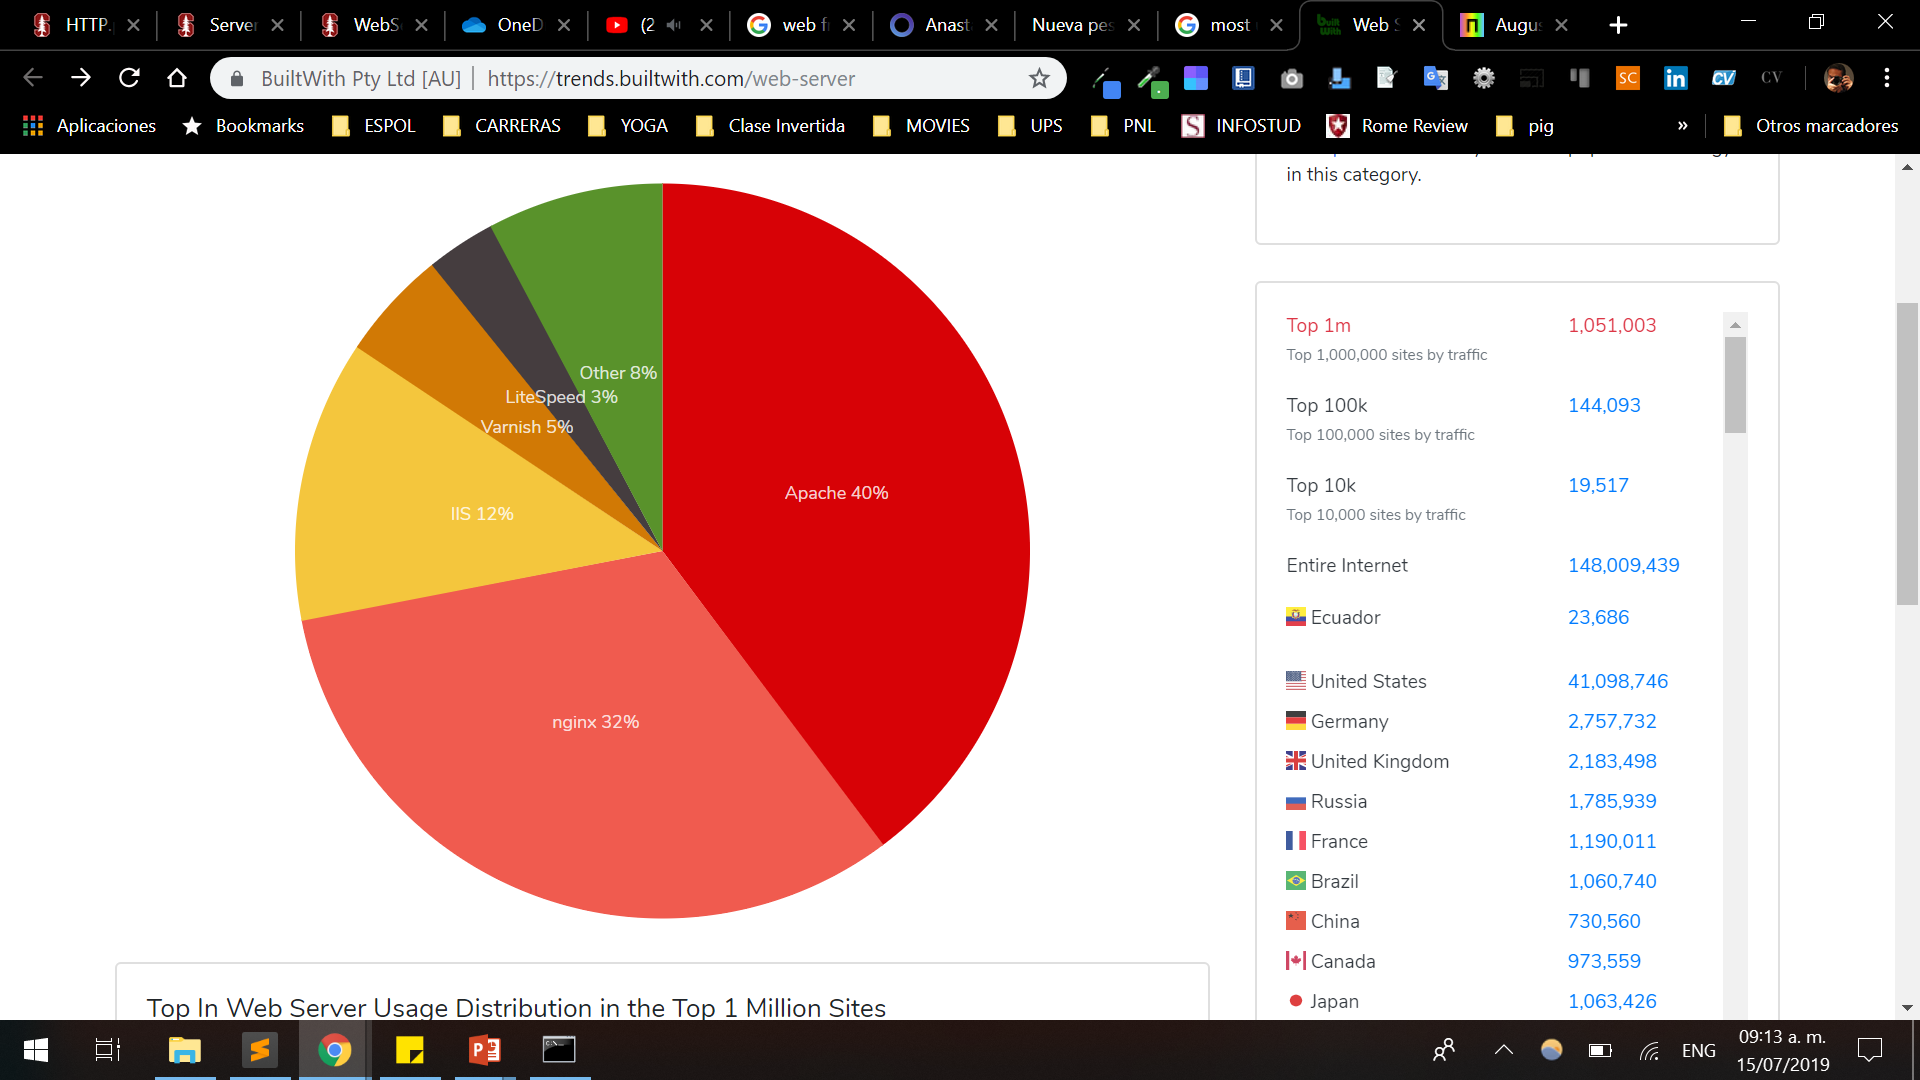 HTTP.
Server
WebS
OneD
(2
web f
Anast
Nueva pes
most
Web S
Augus
BuiltWith Pty Ltd [AU] | https://trends.builtwith.com/web-server
SC
CV
CV
Aplicaciones
Bookmarks
ESPOL
CARRERAS
YOGA
Clase Invertida
MOVIES
UPS
PNL
INFOSTUD
Rome Review
pig
»
Otros marcadores
in this category.
Other 8%
LiteSpeed 3%
Varnish 5%
Apache 40%
IIS 12%
nginx 32%
Top 1m 1,051,003
Top 1,000,000 sites by traffic
Top 100k 144,093
Top 100,000 sites by traffic
Top 10k 19,517
Top 10,000 sites by traffic
Entire Internet 148,009,439
Ecuador 23,686
United States 41,098,746
Germany 2,757,732
United Kingdom 2,183,498
Russia 1,785,939
France 1,190,011
Brazil 1,060,740
China 730,560
Canada 973,559
Japan 1,063,426
Top In Web Server Usage Distribution in the Top 1 Million Sites
ENG
09:13 a. m.
15/07/2019